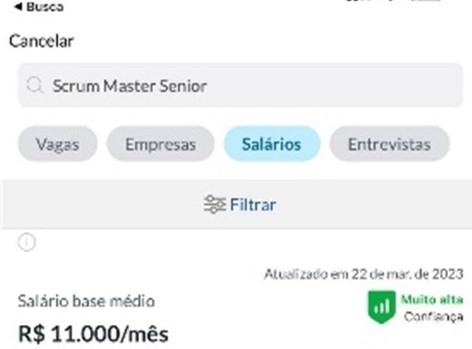 ◀ Busca
Cancelar
Scrum Master Senior
Vagas Empresas Salários Entrevistas
Filtrar
Atualizado em 22 de mar. de 2023
Salário base médio
Muito alta
Confiança
R$ 11.000/mês